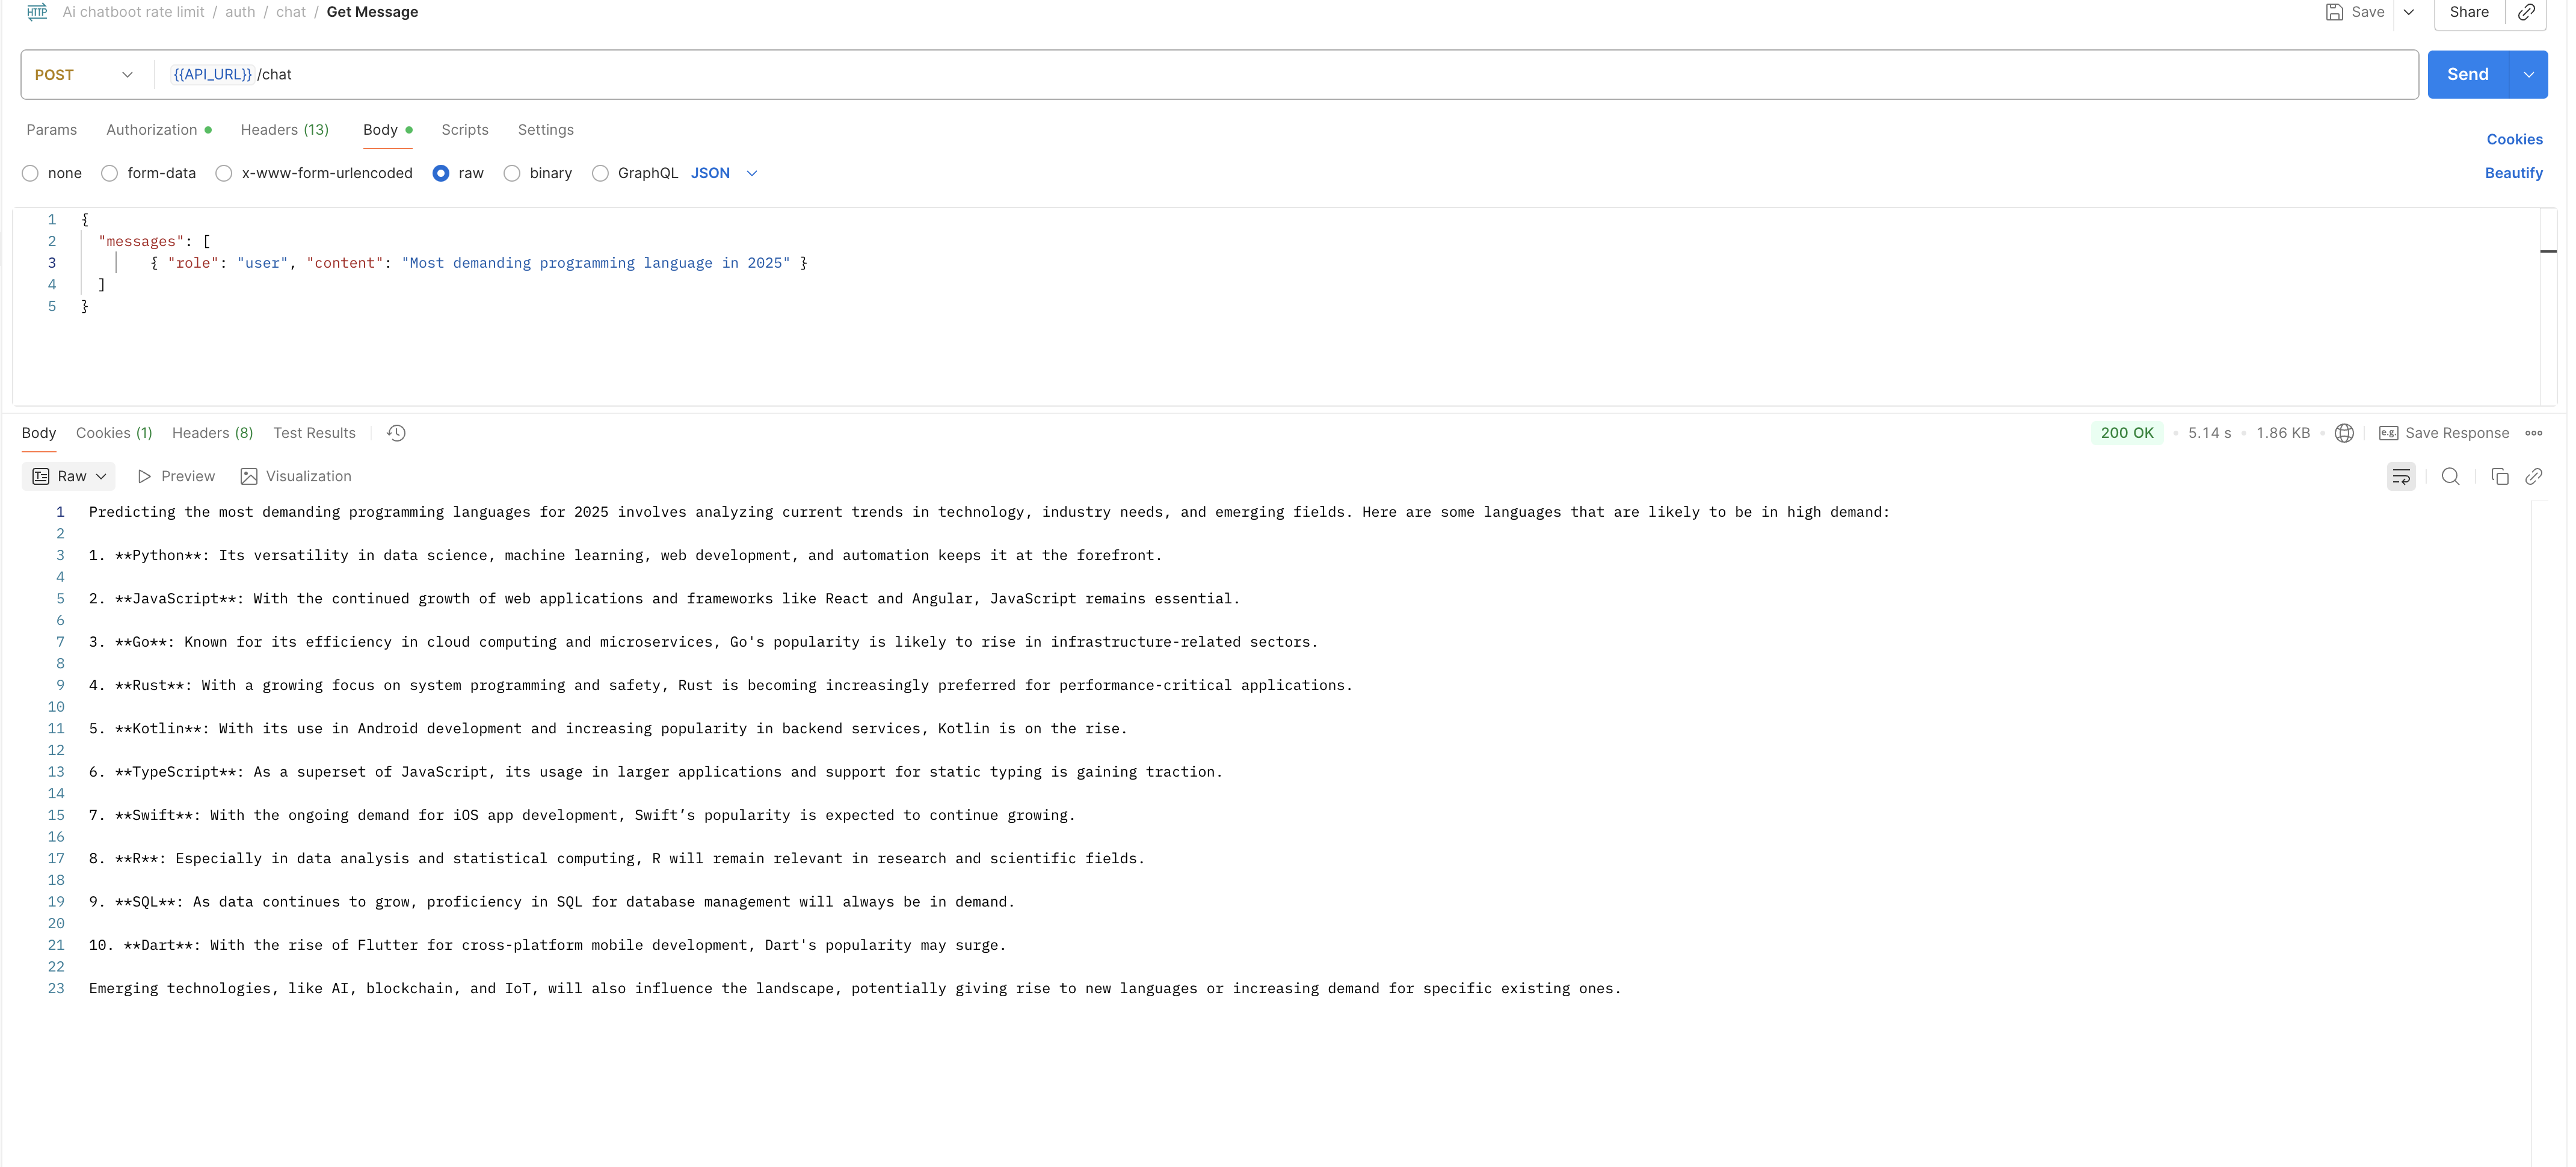 HTTP Ai chatboot rate limit / auth / chat / Get Message Save Share
POST {{API_URL}} /chat Send
Params Authorization Headers (13) Body Scripts Settings Cookies
none form-data x-www-form-urlencoded raw binary GraphQL JSON Beautify
1 {
2 "messages": [
3 { "role": "user", "content": "Most demanding programming language in 2025" }
4 ]
5 }
Body Cookies (1) Headers (8) Test Results 200 OK • 5.14 s • 1.86 KB • e.g. Save Response
Raw Preview Visualization
1 Predicting the most demanding programming languages for 2025 involves analyzing current trends in technology, industry needs, and emerging fields. Here are some languages that are likely to be in high demand:
2
3 1. **Python**: Its versatility in data science, machine learning, web development, and automation keeps it at the forefront.
4
5 2. **JavaScript**: With the continued growth of web applications and frameworks like React and Angular, JavaScript remains essential.
6
7 3. **Go**: Known for its efficiency in cloud computing and microservices, Go's popularity is likely to rise in infrastructure-related sectors.
8
9 4. **Rust**: With a growing focus on system programming and safety, Rust is becoming increasingly preferred for performance-critical applications.
10
11 5. **Kotlin**: With its use in Android development and increasing popularity in backend services, Kotlin is on the rise.
12
13 6. **TypeScript**: As a superset of JavaScript, its usage in larger applications and support for static typing is gaining traction.
14
15 7. **Swift**: With the ongoing demand for iOS app development, Swift’s popularity is expected to continue growing.
16
17 8. **R**: Especially in data analysis and statistical computing, R will remain relevant in research and scientific fields.
18
19 9. **SQL**: As data continues to grow, proficiency in SQL for database management will always be in demand.
20
21 10. **Dart**: With the rise of Flutter for cross-platform mobile development, Dart's popularity may surge.
22
23 Emerging technologies, like AI, blockchain, and IoT, will also influence the landscape, potentially giving rise to new languages or increasing demand for specific existing ones.